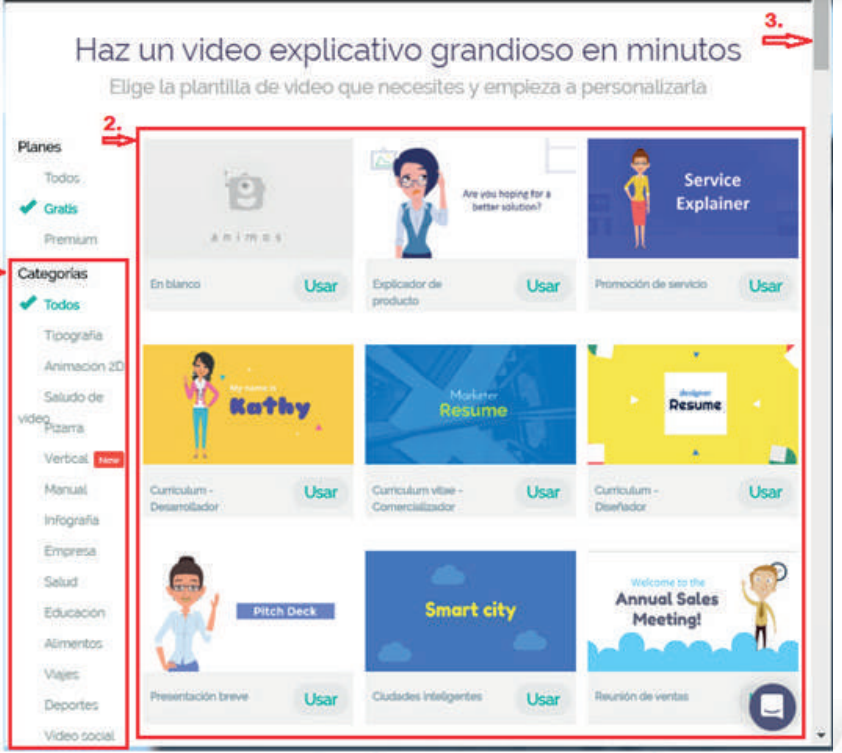 3.
Haz un video explicativo grandioso en minutos
Elige la plantilla de video que necesites y empieza a personalizarla
2.
Planes
Todos
Gratis
Premium
Categorías
Todos
Tipografía
Animacion 2D
Saludo de
video
Pizarra
Vertical New
Manual
Infografía
Empresa
Salud
Educación
Alimentos
Viajes
Deportes
Video social
animos
En blanco
Usar
Are you hoping for a
better solution?
Explicador de
producto
Usar
Service
Explainer
Promoción de servicio
Usar
My name is
Kathy
Curriculum -
Desarrollador
Usar
Marketer
Resume
Curriculum vitae -
Comercializador
Usar
designer
Resume
Curriculum -
Diseñador
Usar
Pitch Deck
Presentación breve
Usar
Smart city
Ciudades inteligentes
Usar
Welcome to the
Annual Sales
Meeting!
Reunión de ventas